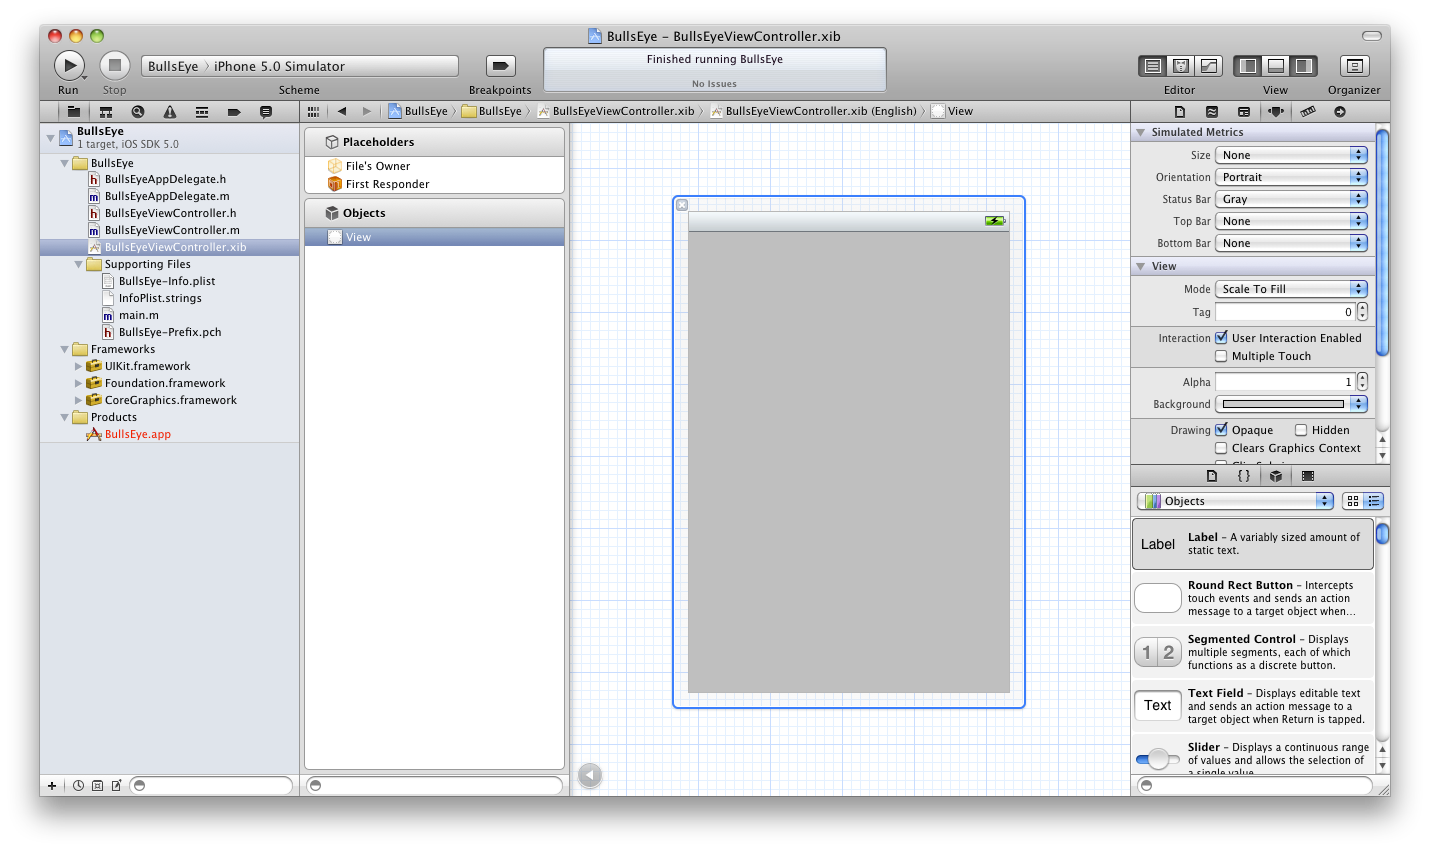 BullsEye – BullsEyeViewController.xib
BullsEye 〉 iPhone 5.0 Simulator
Finished running BullsEye
No Issues
Run
Stop
Scheme
Breakpoints
Editor
View
Organizer
BullsEye 〉 BullsEye 〉 BullsEyeViewController.xib 〉 BullsEyeViewController.xib (English) 〉 View
BullsEye
1 target, iOS SDK 5.0
BullsEye
BullsEyeAppDelegate.h
BullsEyeAppDelegate.m
BullsEyeViewController.h
BullsEyeViewController.m
BullsEyeViewController.xib
Supporting Files
BullsEye-Info.plist
InfoPlist.strings
main.m
BullsEye-Prefix.pch
Frameworks
UIKit.framework
Foundation.framework
CoreGraphics.framework
Products
BullsEye.app
Placeholders
File's Owner
First Responder
Objects
View
Simulated Metrics
Size None
Orientation Portrait
Status Bar Gray
Top Bar None
Bottom Bar None
View
Mode Scale To Fill
Tag 0
Interaction User Interaction Enabled
Multiple Touch
Alpha 1
Background
Drawing Opaque Hidden
Clears Graphics Context
{ }
Objects
Label
Label – A variably sized amount of
static text.
Round Rect Button – Intercepts
touch events and sends an action
message to a target object when...
1 2
Segmented Control – Displays
multiple segments, each of which
functions as a discrete button.
Text
Text Field – Displays editable text
and sends an action message to a
target object when Return is tapped.
Slider – Displays a continuous range
of values and allows the selection of
a single value